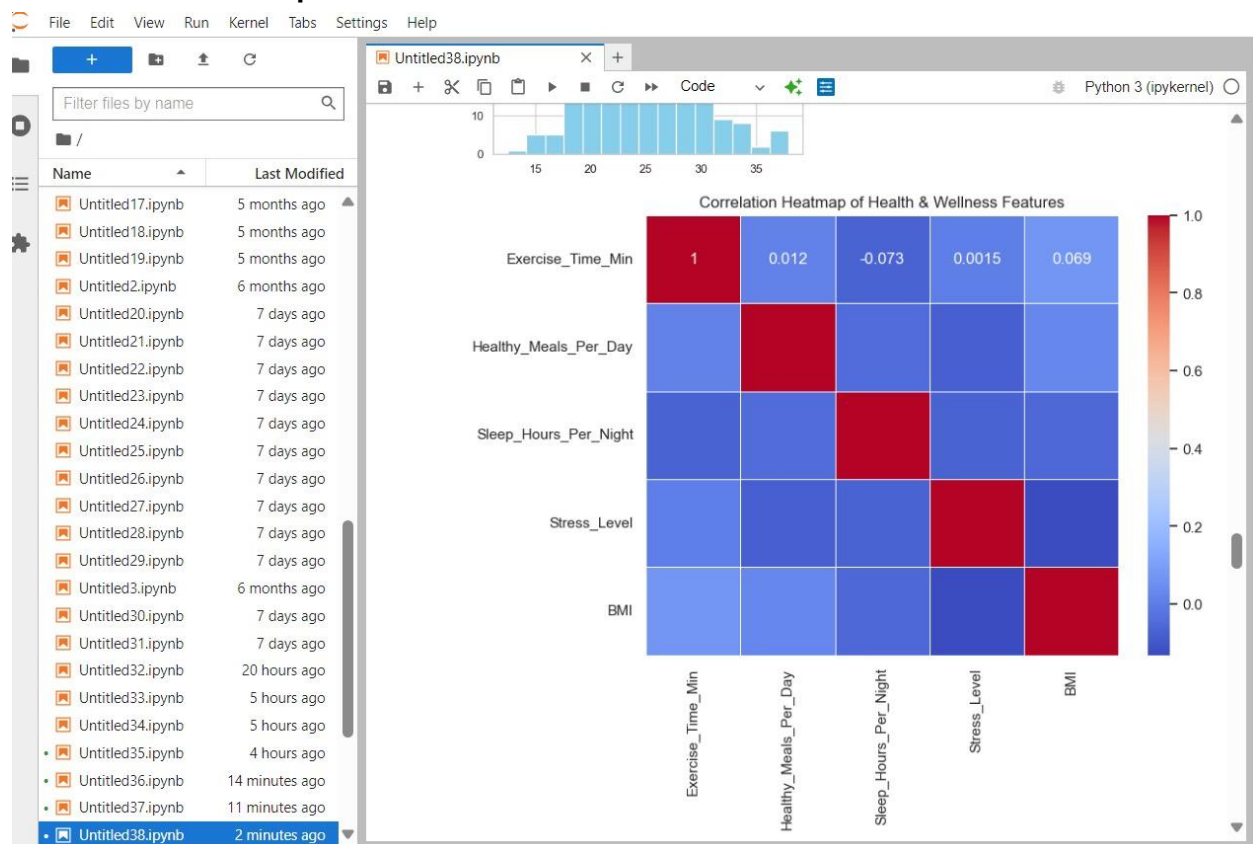 File Edit View Run Kernel Tabs Settings Help
+
Filter files by name
/
Name Last Modified
Untitled17.ipynb 5 months ago
Untitled18.ipynb 5 months ago
Untitled19.ipynb 5 months ago
Untitled2.ipynb 6 months ago
Untitled20.ipynb 7 days ago
Untitled21.ipynb 7 days ago
Untitled22.ipynb 7 days ago
Untitled23.ipynb 7 days ago
Untitled24.ipynb 7 days ago
Untitled25.ipynb 7 days ago
Untitled26.ipynb 7 days ago
Untitled27.ipynb 7 days ago
Untitled28.ipynb 7 days ago
Untitled29.ipynb 7 days ago
Untitled3.ipynb 6 months ago
Untitled30.ipynb 7 days ago
Untitled31.ipynb 7 days ago
Untitled32.ipynb 20 hours ago
Untitled33.ipynb 5 hours ago
Untitled34.ipynb 5 hours ago
Untitled35.ipynb 4 hours ago
Untitled36.ipynb 14 minutes ago
Untitled37.ipynb 11 minutes ago
Untitled38.ipynb 2 minutes ago
Untitled38.ipynb
Code Python 3 (ipykernel)
10
0
15 20 25 30 35
Correlation Heatmap of Health & Wellness Features
Exercise_Time_Min 1 0.012 -0.073 0.0015 0.069
Healthy_Meals_Per_Day
Sleep_Hours_Per_Night
Stress_Level
BMI
Exercise_Time_Min
Healthy_Meals_Per_Day
Sleep_Hours_Per_Night
Stress_Level
BMI
1.0
0.8
0.6
0.4
0.2
0.0